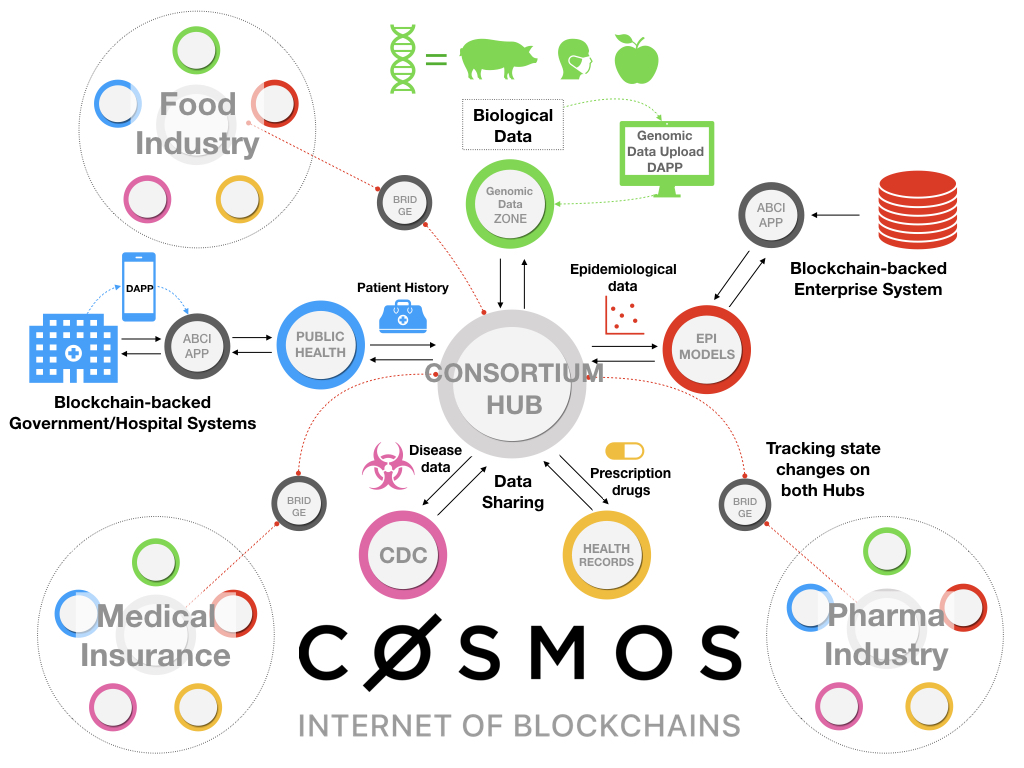 Food
Industry
=
Biological
Data
Genomic
Data Upload
DAPP
BRID
GE
Genomic
Data
ZONE
ABCI
APP
Blockchain-backed
Enterprise System
DAPP
Patient History
Epidemiological
data
ABCI
APP
PUBLIC
HEALTH
EPI
MODELS
CONSORTIUM
HUB
Blockchain-backed
Government/Hospital Systems
Disease
data
Data
Sharing
Prescription
drugs
Tracking state
changes on
both Hubs
BRID
GE
BRID
GE
CDC
HEALTH
RECORDS
Medical
Insurance
Pharma
Industry
CØSMOS
INTERNET OF BLOCKCHAINS